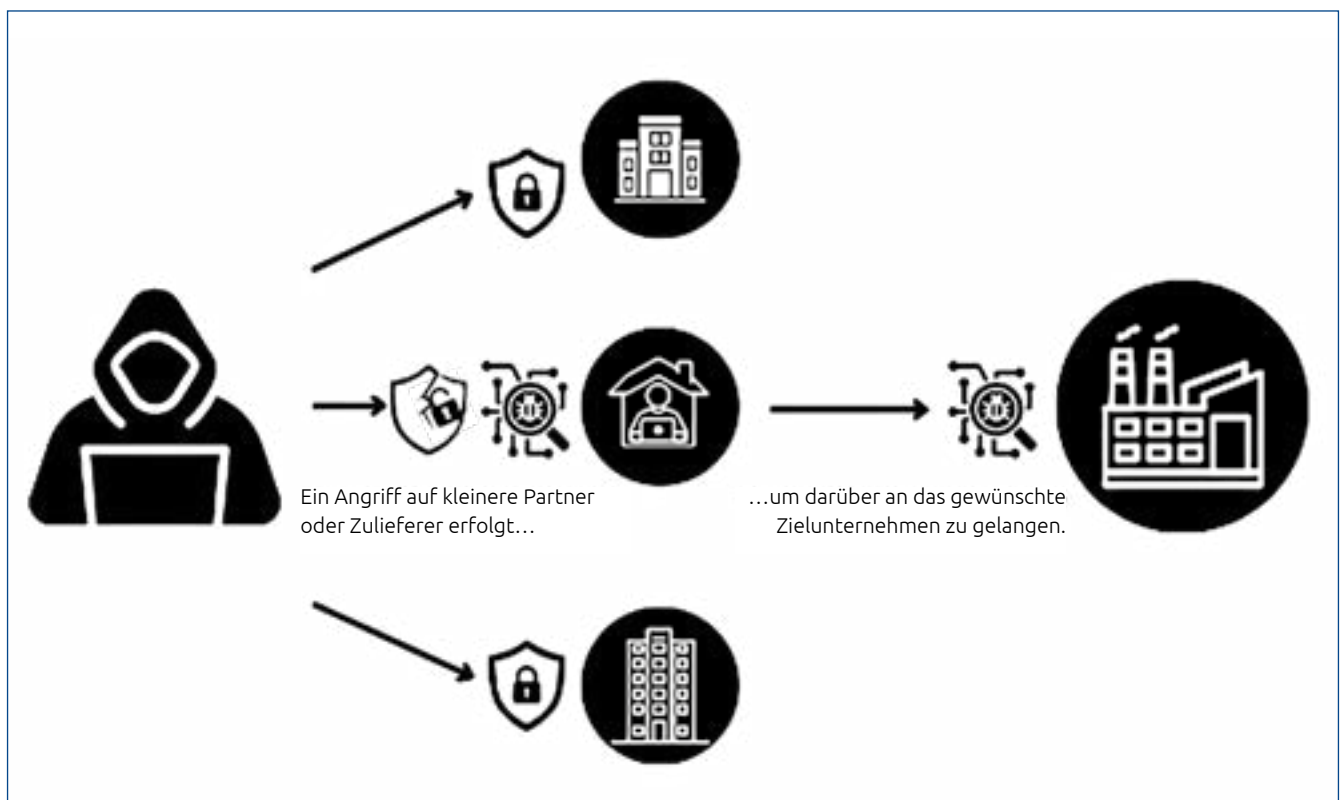 Ein Angriff auf kleinere Partner
oder Zulieferer erfolgt…
…um darüber an das gewünschte
Zielunternehmen zu gelangen.